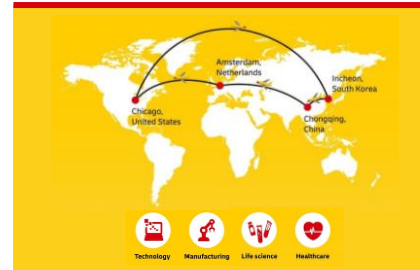 Amsterdam,
Netherlands
Incheon,
South Korea
Chicago,
United States
Chongqing,
China
Technology
Manufacturing
Life science
Healthcare